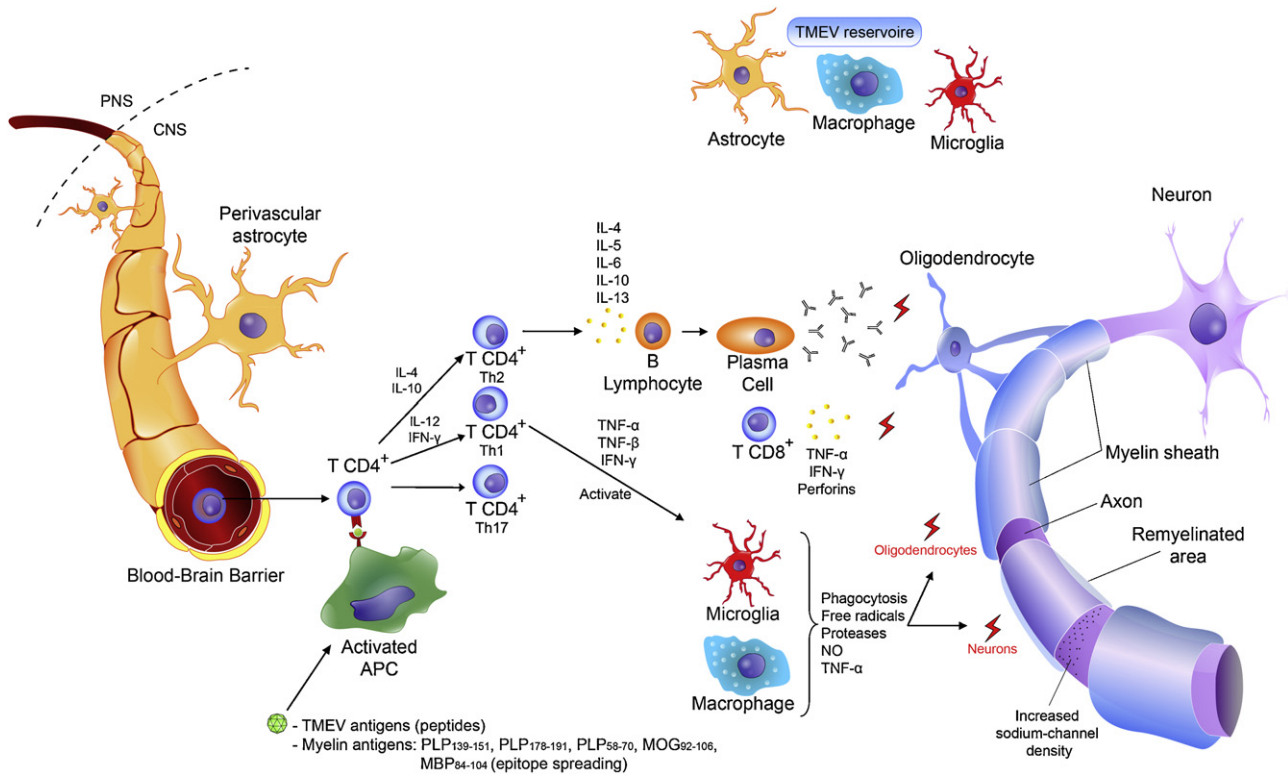 TMEV reservoire
Astrocyte
Macrophage
Microglia
PNS
CNS
Perivascular
astrocyte
Blood-Brain Barrier
T CD4⁺
Activated
APC
- TMEV antigens (peptides)
- Myelin antigens: PLP₁₃₉₋₁₅₁, PLP₁₇₈₋₁₉₁, PLP₅₈₋₇₀, MOG₉₂₋₁₀₆,
MBP₈₄₋₁₀₄ (epitope spreading)
IL-4
IL-10
IL-12
IFN-γ
T CD4⁺
Th2
T CD4⁺
Th1
T CD4⁺
Th17
IL-4
IL-5
IL-6
IL-10
IL-13
B
Lymphocyte
Plasma
Cell
T CD8⁺
TNF-α
IFN-γ
Perforins
TNF-α
TNF-β
IFN-γ
Activate
Microglia
Macrophage
Phagocytosis
Free radicals
Proteases
NO
TNF-α
Oligodendrocytes
Neurons
Oligodendrocyte
Neuron
Myelin sheath
Axon
Remyelinated
area
Increased
sodium-channel
density